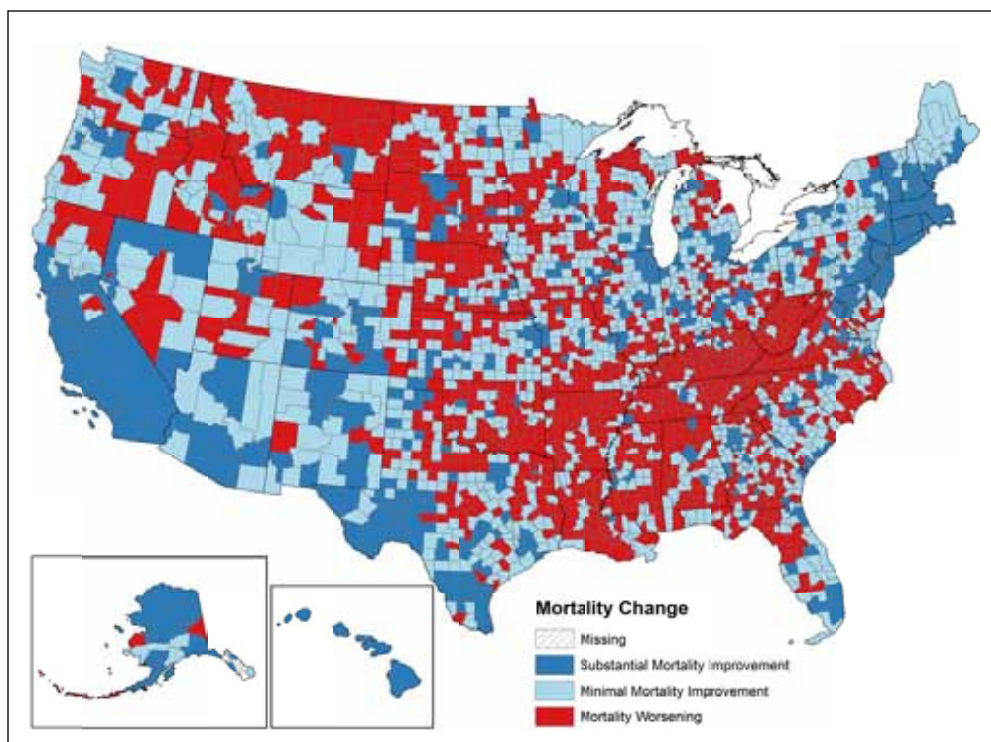 Mortality Change
Missing
Substantial Mortality Improvement
Minimal Mortality Improvement
Mortality Worsening